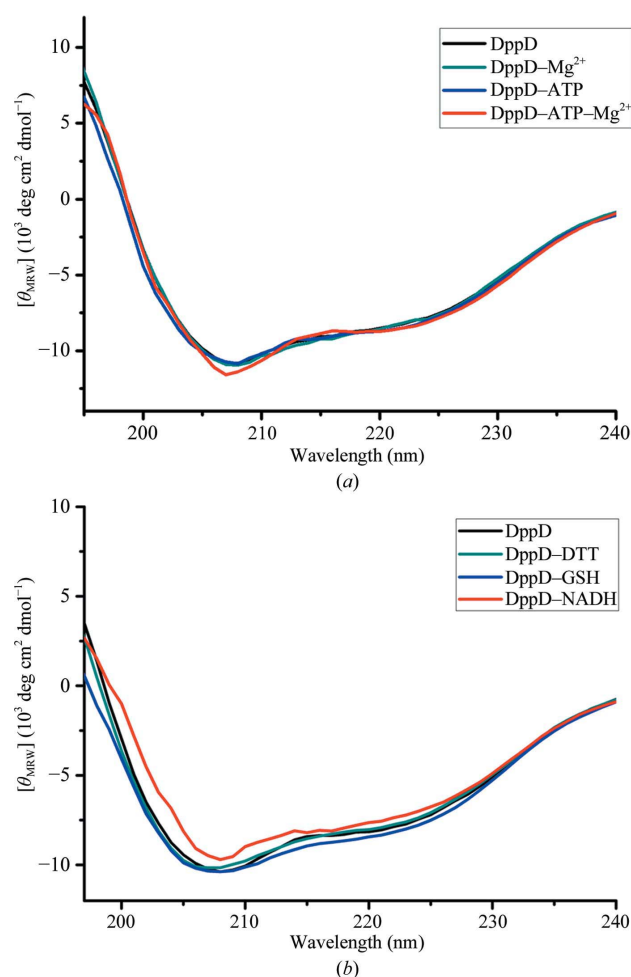 10
5
0
−5
−10
[θMRW] (10³ deg cm² dmol⁻¹)
DppD
DppD–Mg²⁺
DppD–ATP
DppD–ATP–Mg²⁺
200
210
220
230
240
Wavelength (nm)
(a)
10
5
0
−5
−10
[θMRW] (10³ deg cm² dmol⁻¹)
DppD
DppD–DTT
DppD–GSH
DppD–NADH
200
210
220
230
240
Wavelength (nm)
(b)